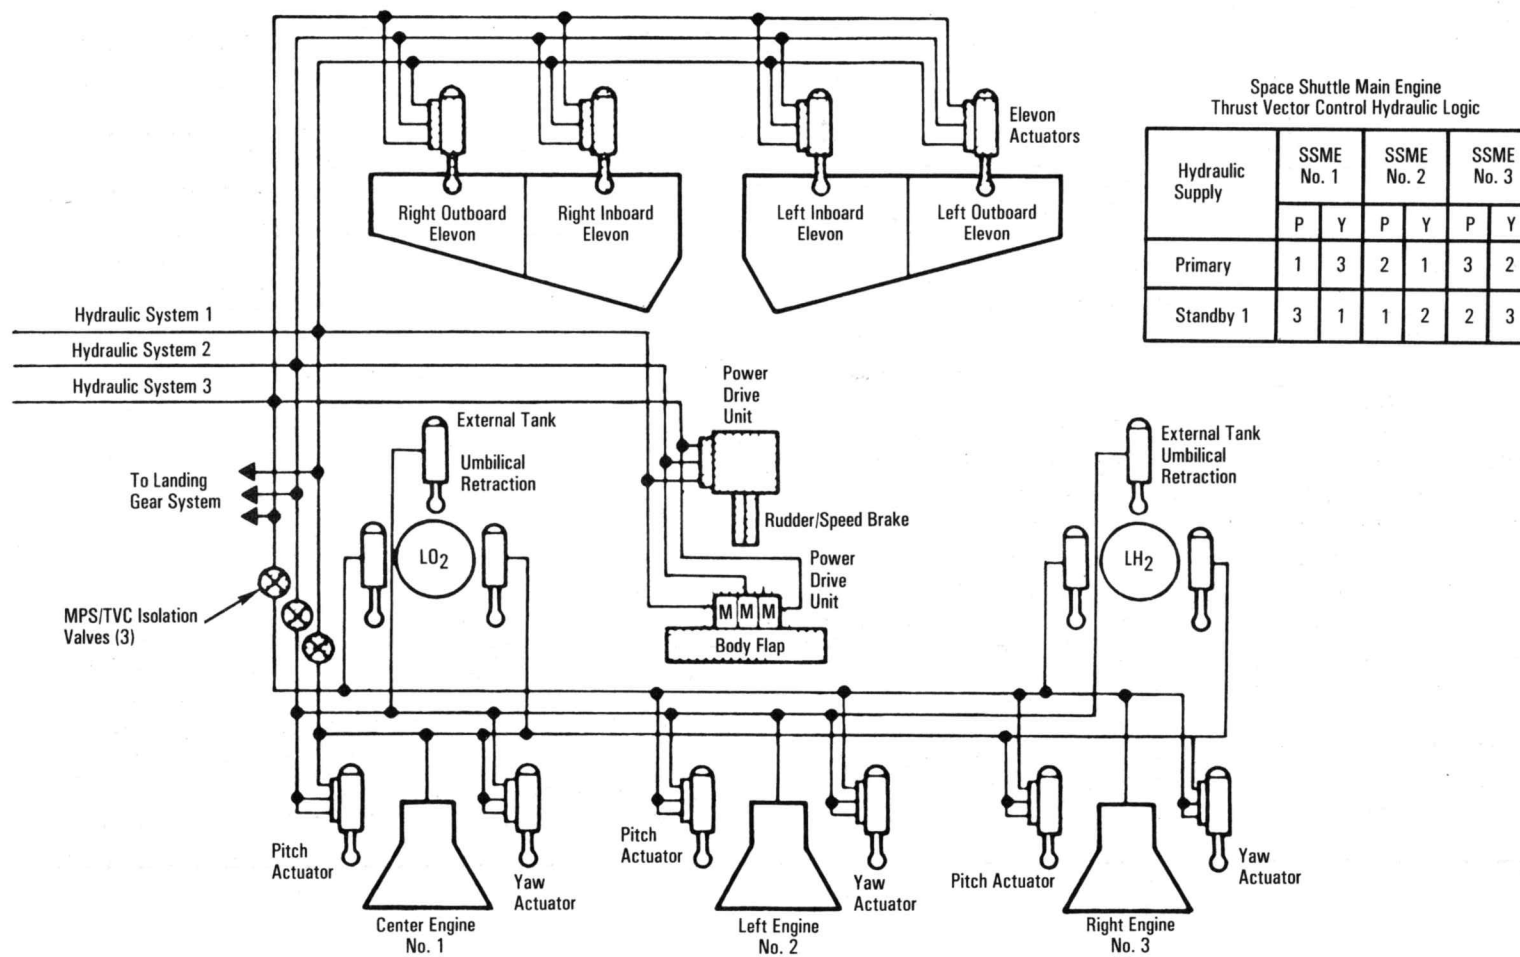 Space Shuttle Main Engine
Thrust Vector Control Hydraulic Logic
Hydraulic Supply
SSME No. 1
SSME No. 2
SSME No. 3
P Y P Y P Y
Primary 1 3 2 1 3 2
Standby 1 3 1 1 2 2 3
Elevon
Actuators
Right Outboard
Elevon
Right Inboard
Elevon
Left Inboard
Elevon
Left Outboard
Elevon
Hydraulic System 1
Hydraulic System 2
Hydraulic System 3
Power
Drive
Unit
External Tank
Umbilical
Retraction
External Tank
Umbilical
Retraction
To Landing
Gear System
Rudder/Speed Brake
LO2
LH2
Power
Drive
Unit
MPS/TVC Isolation
Valves (3)
M M M
Body Flap
Pitch
Actuator
Yaw
Actuator
Pitch
Actuator
Yaw
Actuator
Pitch Actuator
Yaw
Actuator
Center Engine
No. 1
Left Engine
No. 2
Right Engine
No. 3